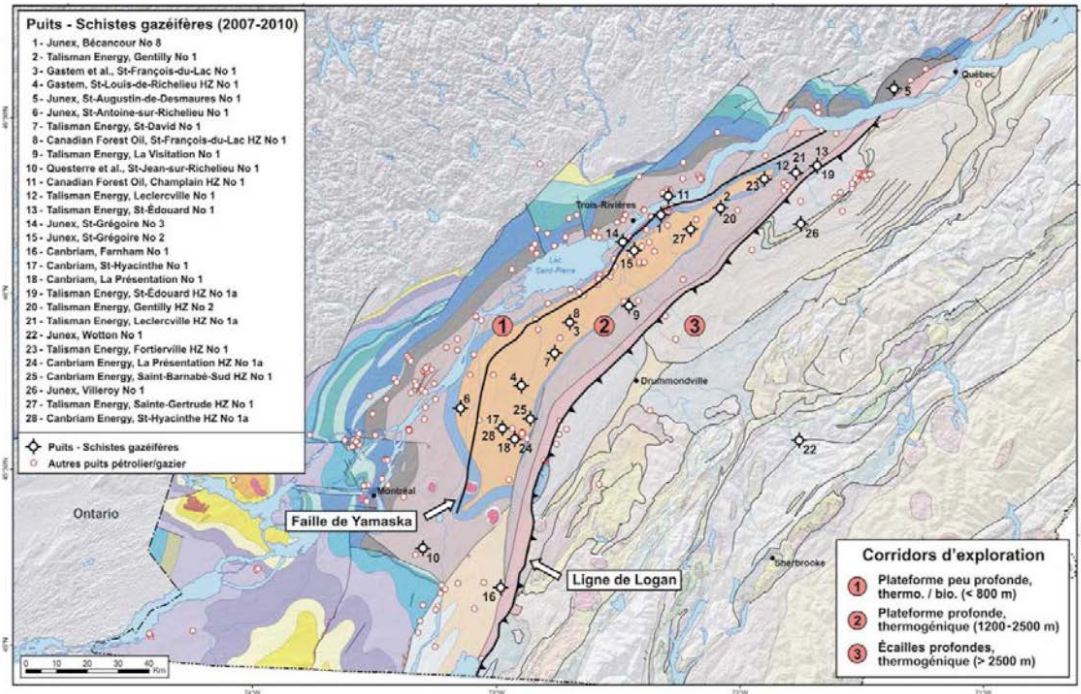 Puits - Schistes gazéifères (2007-2010)
1 - Junex, Bécancour No 8
2 - Talisman Energy, Gentilly No 1
3 - Gastem et al., St-François-du-Lac No 1
4 - Gastem, St-Louis-de-Richelieu HZ No 1
5 - Junex, St-Augustin-de-Desmaures No 1
6 - Junex, St-Antoine-sur-Richelieu No 1
7 - Talisman Energy, St-David No 1
8 - Canadian Forest Oil, St-François-du-Lac HZ No 1
9 - Talisman Energy, La Visitation No 1
10 - Questerre et al., St-Jean-sur-Richelieu No 1
11 - Canadian Forest Oil, Champlain HZ No 1
12 - Talisman Energy, Leclercville No 1
13 - Talisman Energy, St-Édouard No 1
14 - Junex, St-Grégoire No 3
15 - Junex, St-Grégoire No 2
16 - Canbriam, Farnham No 1
17 - Canbriam, St-Hyacinthe No 1
18 - Canbriam, La Présentation No 1
19 - Talisman Energy, St-Édouard HZ No 1a
20 - Talisman Energy, Gentilly HZ No 2
21 - Talisman Energy, Leclercville HZ No 1a
22 - Junex, Wotton No 1
23 - Talisman Energy, Fortierville HZ No 1
24 - Canbriam Energy, La Présentation HZ No 1a
25 - Canbriam Energy, Saint-Barnabé-Sud HZ No 1
26 - Junex, Villeroy No 1
27 - Talisman Energy, Sainte-Gertrude HZ No 1
28 - Canbriam Energy, St-Hyacinthe HZ No 1a
Puits - Schistes gazéifères
Autres puits pétrolier/gazier
Québec
5
13
21
12
19
23
11
2
Trois-Rivières
1
20
26
27
14
15
Lac
Saint-Pierre
9
8
3
1
2
3
7
Drummondville
4
6
25
17
28
18
24
22
Montréal
Ontario
Faille de Yamaska
10
Ligne de Logan
Sherbrooke
16
Corridors d'exploration
1 Plateforme peu profonde,
thermo. / bio. (< 800 m)
2 Plateforme profonde,
thermogénique (1200-2500 m)
3 Écailles profondes,
thermogénique (> 2500 m)
0 10 20 30 40
Km